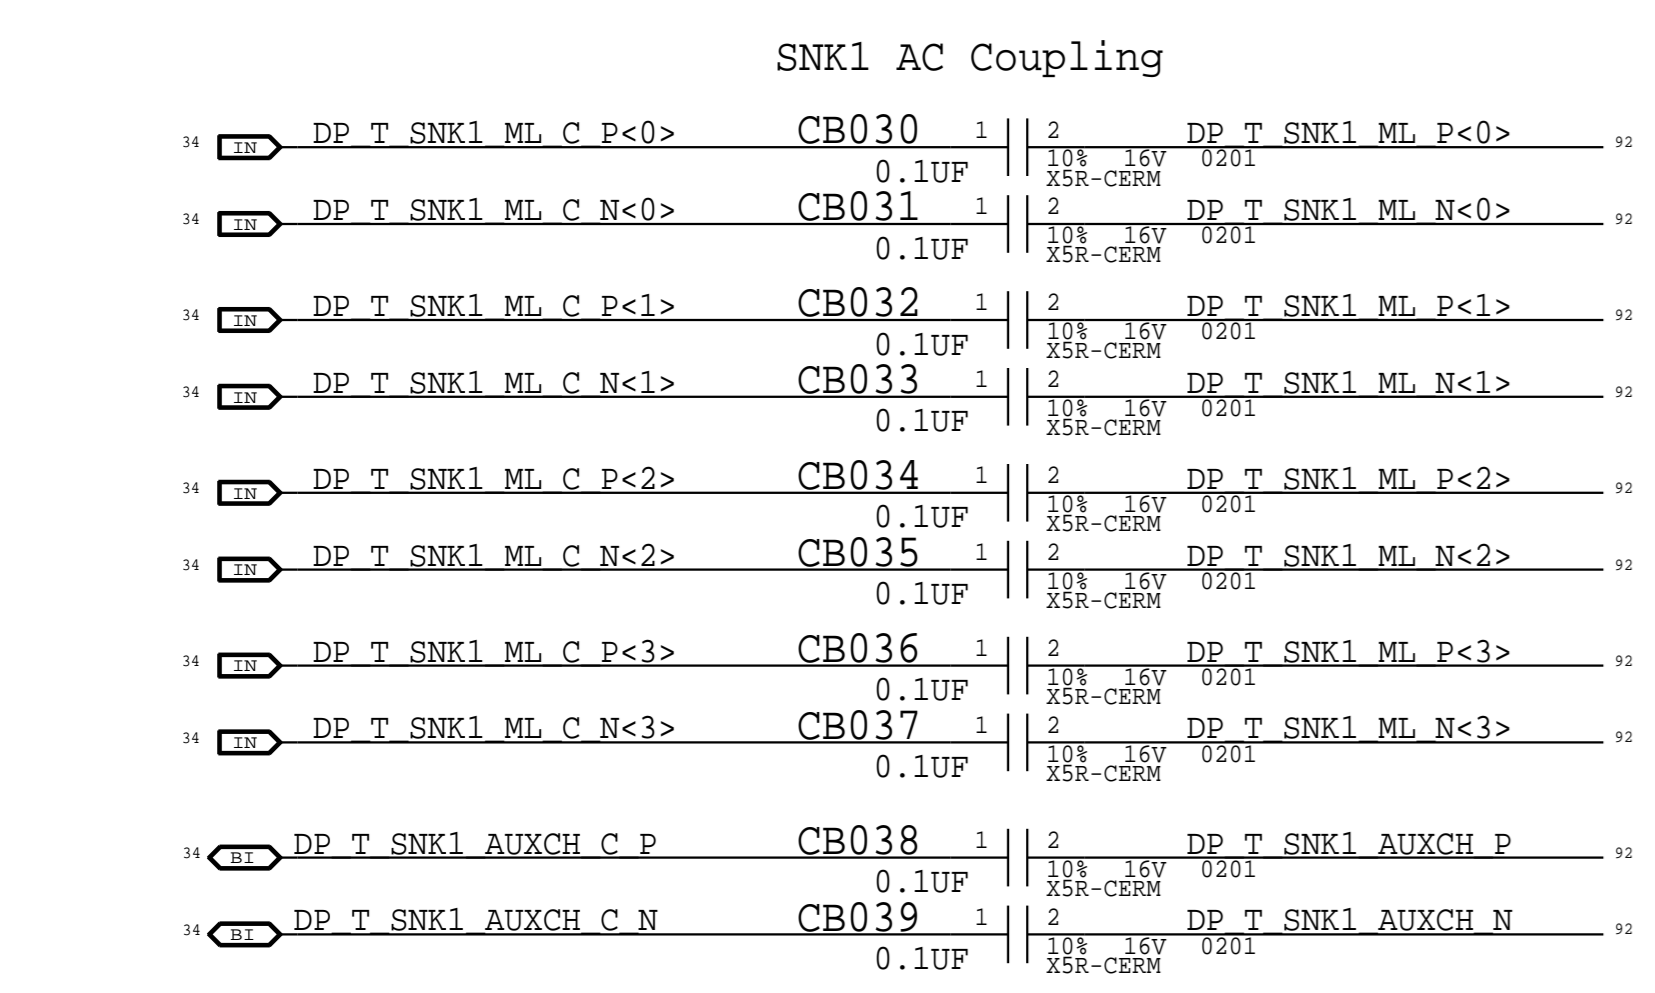 SNK1 AC Coupling
34 IN DP_T_SNK1_ML_C_P<0> CB030 1 2 DP_T_SNK1_ML_P<0> 92
0.1UF 10% 16V 0201
X5R-CERM
34 IN DP_T_SNK1_ML_C_N<0> CB031 1 2 DP_T_SNK1_ML_N<0> 92
0.1UF 10% 16V 0201
X5R-CERM
34 IN DP_T_SNK1_ML_C_P<1> CB032 1 2 DP_T_SNK1_ML_P<1> 92
0.1UF 10% 16V 0201
X5R-CERM
34 IN DP_T_SNK1_ML_C_N<1> CB033 1 2 DP_T_SNK1_ML_N<1> 92
0.1UF 10% 16V 0201
X5R-CERM
34 IN DP_T_SNK1_ML_C_P<2> CB034 1 2 DP_T_SNK1_ML_P<2> 92
0.1UF 10% 16V 0201
X5R-CERM
34 IN DP_T_SNK1_ML_C_N<2> CB035 1 2 DP_T_SNK1_ML_N<2> 92
0.1UF 10% 16V 0201
X5R-CERM
34 IN DP_T_SNK1_ML_C_P<3> CB036 1 2 DP_T_SNK1_ML_P<3> 92
0.1UF 10% 16V 0201
X5R-CERM
34 IN DP_T_SNK1_ML_C_N<3> CB037 1 2 DP_T_SNK1_ML_N<3> 92
0.1UF 10% 16V 0201
X5R-CERM
34 BI DP_T_SNK1_AUXCH_C_P CB038 1 2 DP_T_SNK1_AUXCH_P 92
0.1UF 10% 16V 0201
X5R-CERM
34 BI DP_T_SNK1_AUXCH_C_N CB039 1 2 DP_T_SNK1_AUXCH_N 92
0.1UF 10% 16V 0201
X5R-CERM